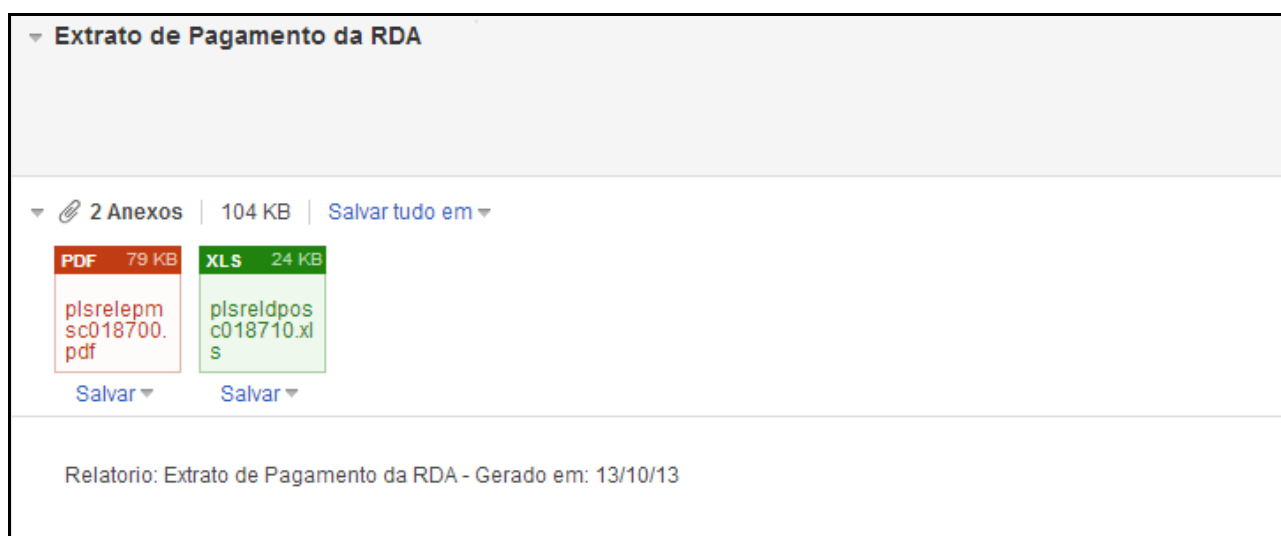 Extrato de Pagamento da RDA
2 Anexos | 104 KB | Salvar tudo em
PDF 79 KB XLS 24 KB
plsrelepm
sc018700.
pdf
plsreldpos
c018710.xl
s
Salvar Salvar
Relatorio: Extrato de Pagamento da RDA - Gerado em: 13/10/13